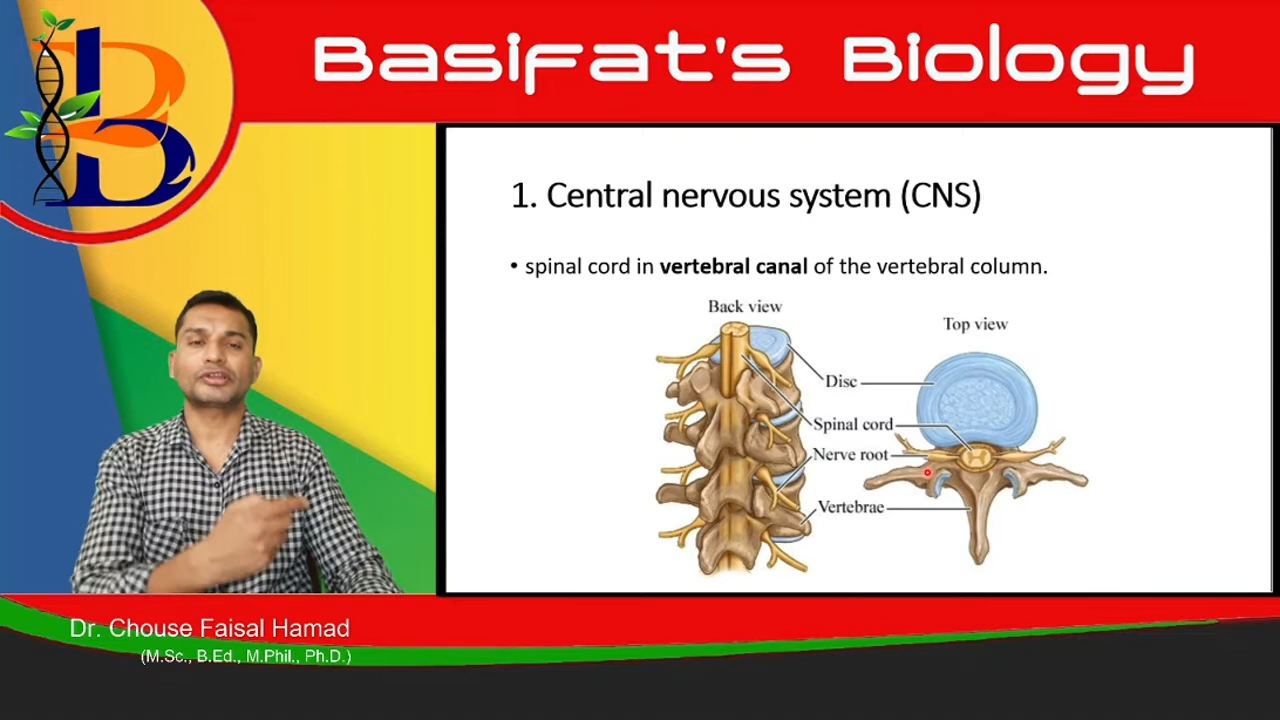 Basifat's Biology
1. Central nervous system (CNS)
• spinal cord in vertebral canal of the vertebral column.
Back view
Top view
Disc
Spinal cord
Nerve root
Vertebrae
Dr. Chouse Faisal Hamad
(M.Sc., B.Ed., M.Phil., Ph.D.)